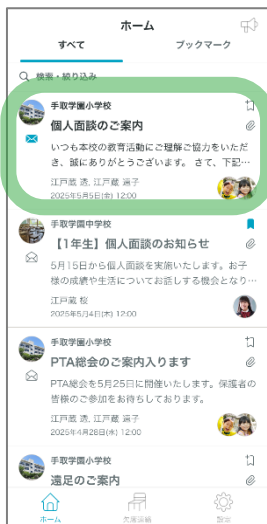 ホーム
すべて
ブックマーク
検索・絞り込み
手取学園小学校
個人面談のご案内
いつも本校の教育活動にご理解ご協力をいただ
き、誠にありがとうございます。 さて、下記…
江戸蔵 透, 江戸蔵 遥子
2025年5月5日(金) 12:00
手取学園中学校
【1年生】個人面談のお知らせ
5月15日から個人面談を実施いたします。お子
様の成績や生活についてお話しする機会となり…
江戸蔵 桜
2025年5月4日(木) 12:00
手取学園小学校
PTA総会のご案内入ります
PTA総会を5月25日に開催いたします。保護者の
皆様のご参加をお待ちしております。
江戸蔵 透, 江戸蔵 遥子
2025年4月28日(水) 12:00
手取学園小学校
遠足のご案内
ホーム
欠席連絡
設定